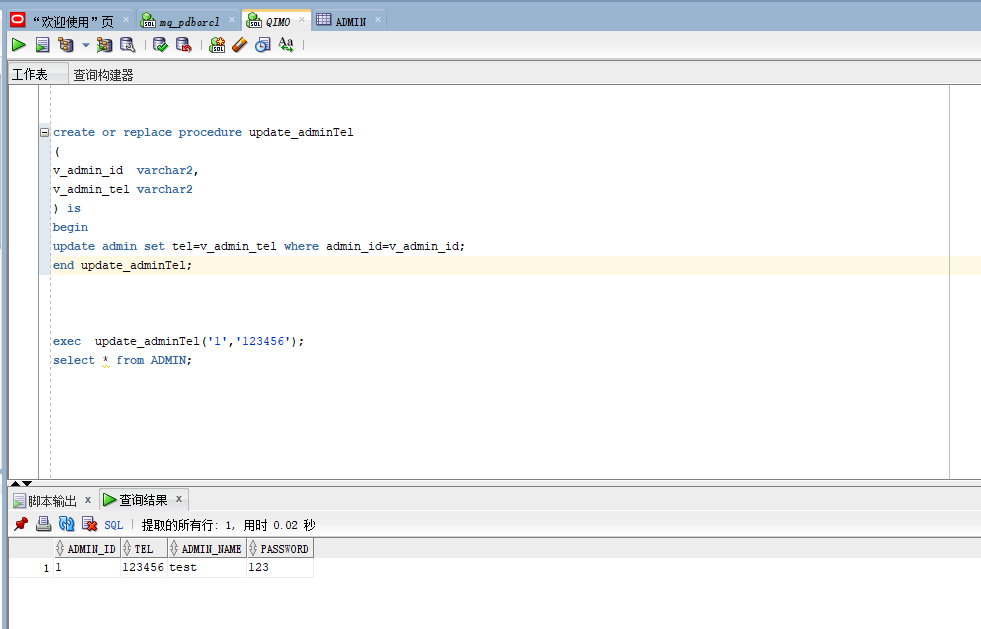 “欢迎使用”页 mq_pdborcl QIMO ADMIN
工作表 查询构建器
create or replace procedure update_adminTel
(
v_admin_id varchar2,
v_admin_tel varchar2
) is
begin
update admin set tel=v_admin_tel where admin_id=v_admin_id;
end update_adminTel;
exec update_adminTel('1','123456');
select * from ADMIN;
脚本输出 x 查询结果 x
SQL 提取的所有行: 1, 用时 0.02 秒
ADMIN_ID TEL ADMIN_NAME PASSWORD
1 1 123456 test 123